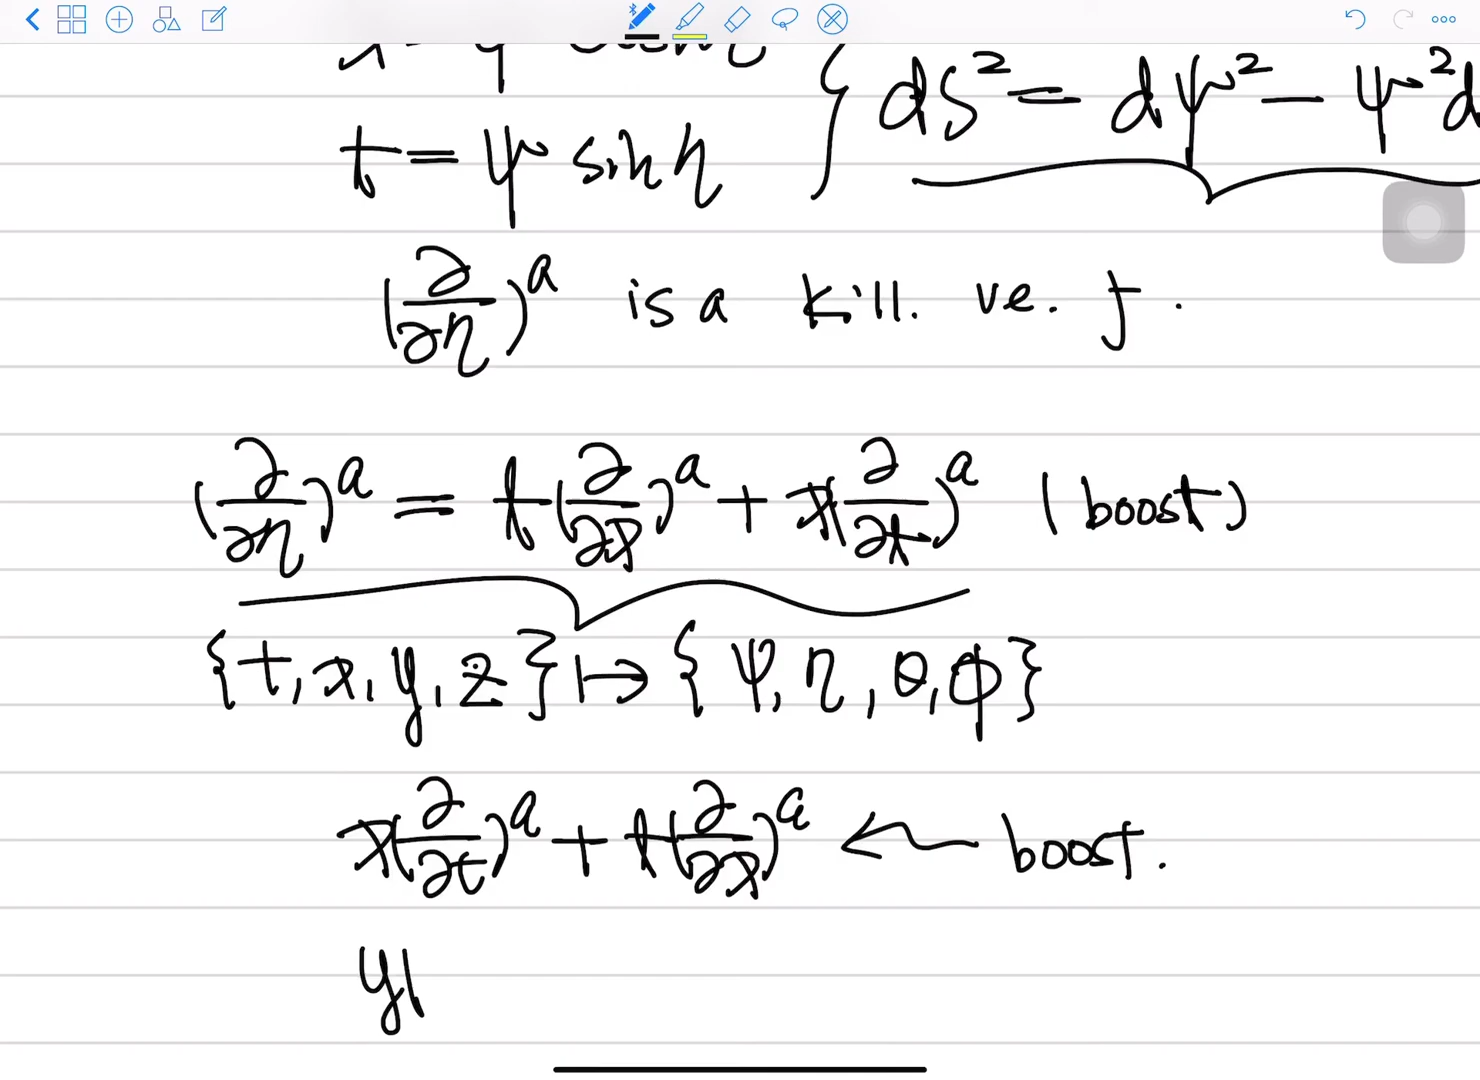 t = ψ sinh η { ds² = dψ² − ψ²d
(∂/∂η)^a is a kill. ve. f.
(∂/∂η)^a = t(∂/∂x)^a + x(∂/∂t)^a (boost)
{t, x, y, z} ↦ {ψ, η, θ, φ}
x(∂/∂t)^a + t(∂/∂x)^a ← boost.
y(